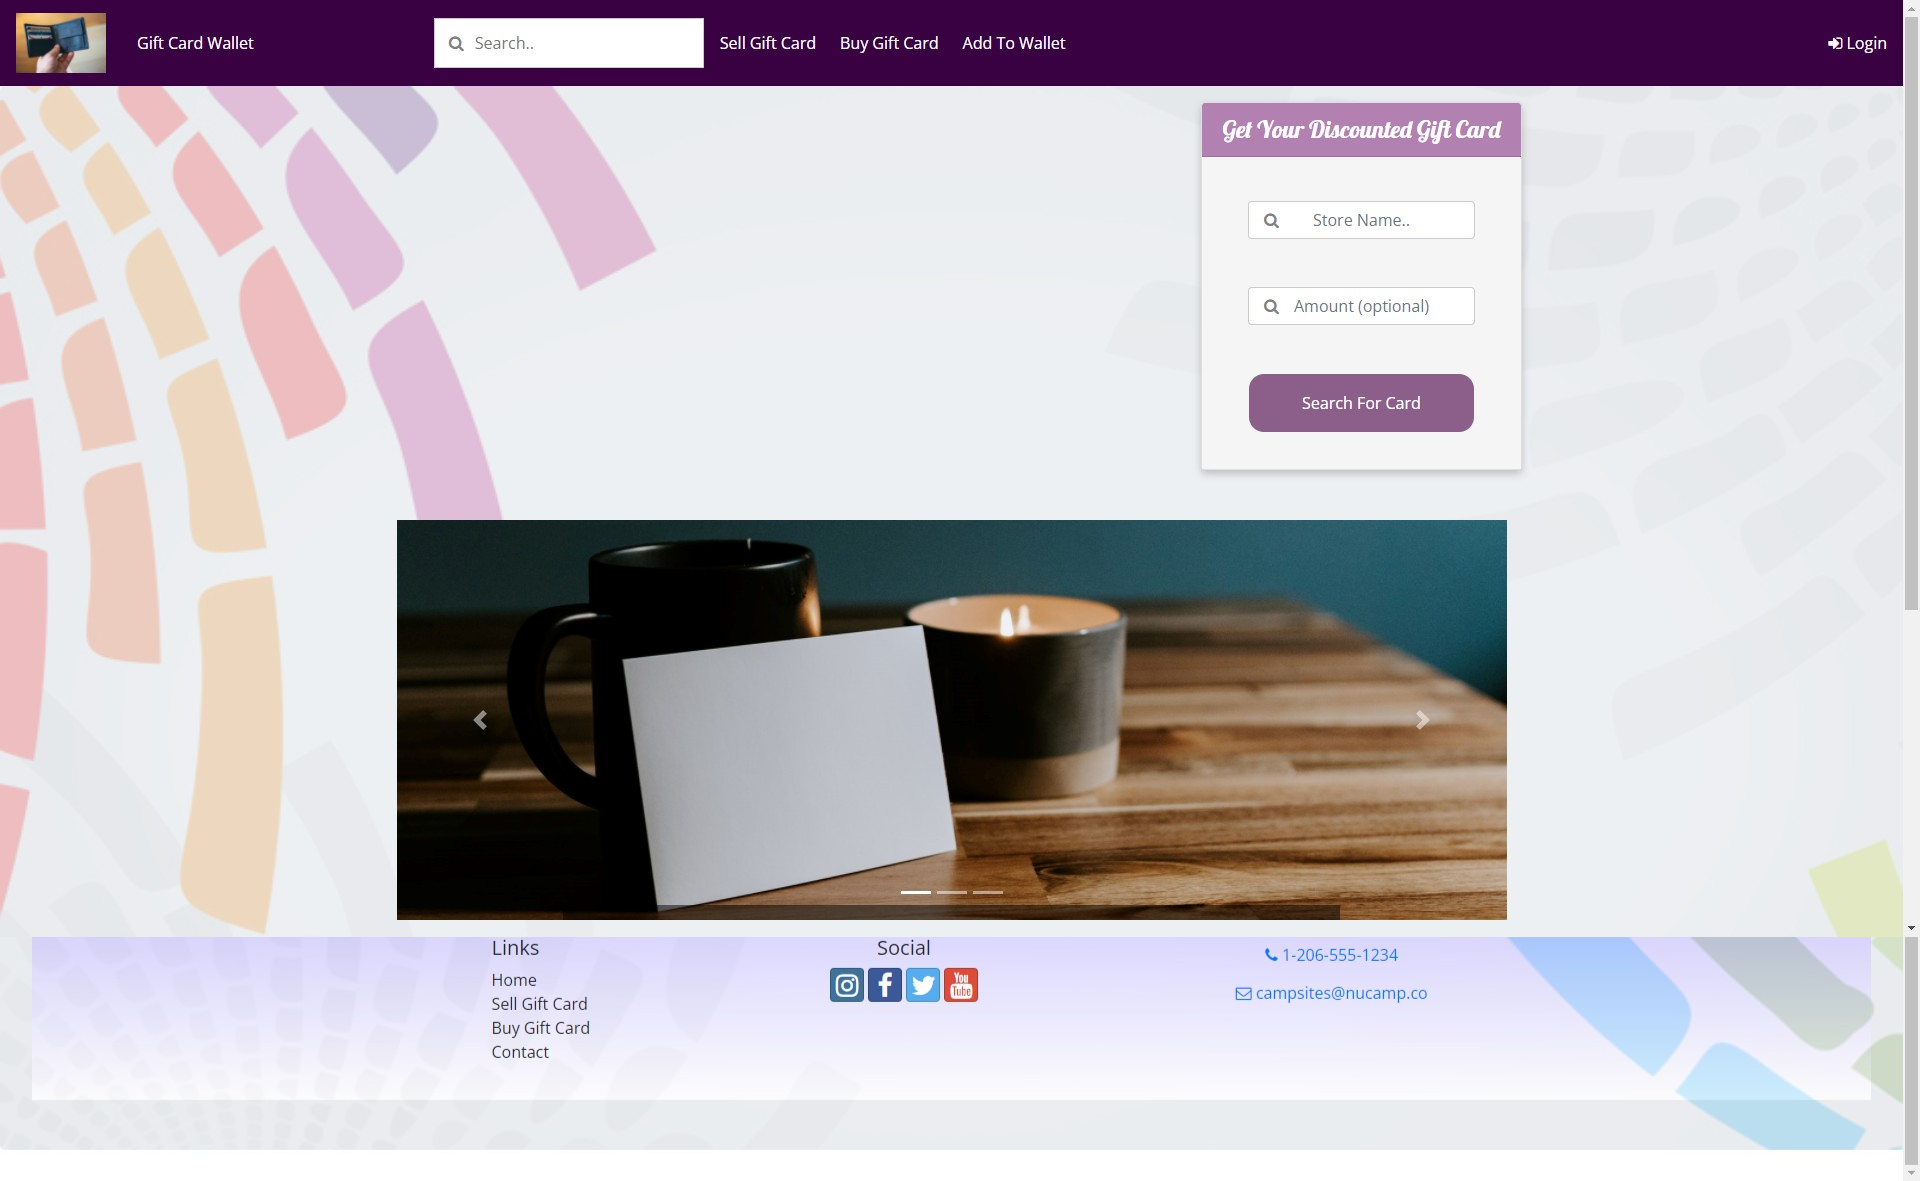 Gift Card Wallet
Search..
Sell Gift Card
Buy Gift Card
Add To Wallet
Login
Get Your Discounted Gift Card
Store Name..
Amount (optional)
Search For Card
Links
Home
Sell Gift Card
Buy Gift Card
Contact
Social
You
Tube
1-206-555-1234
campsites@nucamp.co